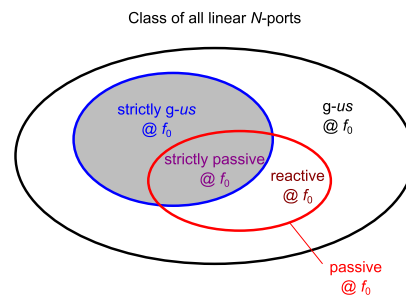 Class of all linear N-ports
strictly g-us
@ f0
g-us
@ f0
strictly passive
@ f0
reactive
@ f0
passive
@ f0